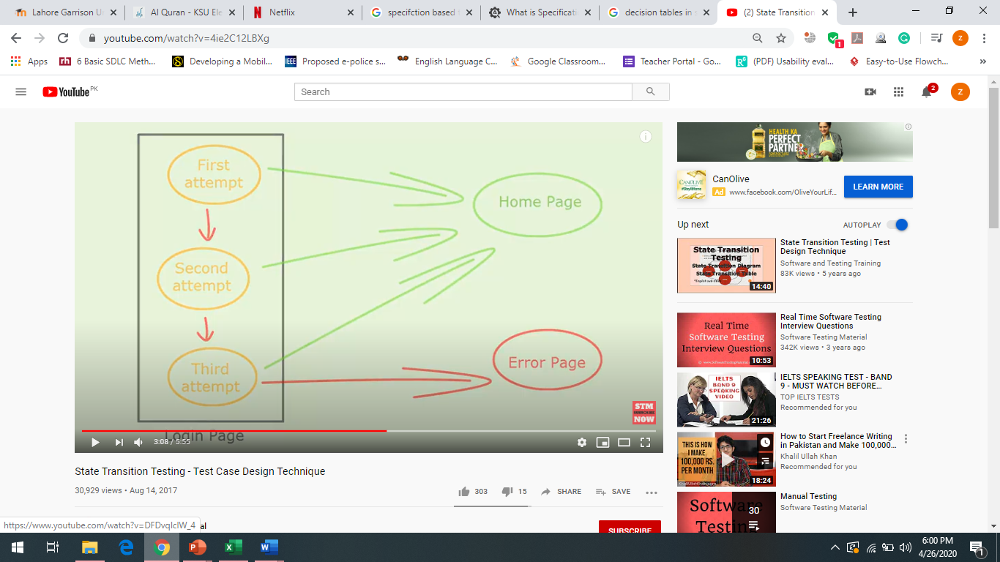 Lahore Garrison Un
Al Quran - KSU Ele
Netflix
specifction based t
What is Specificati
decision tables in s
(2) State Transition
youtube.com/watch?v=4ie2C12LBXg
1
z
Apps
6 Basic SDLC Meth...
Developing a Mobil...
IEEE
Proposed e-police s...
English Language C...
Google Classroom...
Teacher Portal - Go...
(PDF) Usability eval...
Easy-to-Use Flowch...
YouTube PK
Search
2
z
First
attempt
Second
attempt
Third
attempt
Login Page
Home Page
Error Page
STM
SUBSCRIBE
NOW
3:08 / 5:55
State Transition Testing - Test Case Design Technique
30,929 views • Aug 14, 2017
303
15
SHARE
SAVE
SUBSCRIBE
HEALTH KA
PERFECT
PARTNER
CANOLIVE
CanOlive
Ad www.facebook.com/OliveYourLif...
LEARN MORE
Up next
AUTOPLAY
State Transition
Testing
State Transition Diagram
State Transition Table
14:40
State Transition Testing | Test
Design Technique
Software and Testing Training
83K views • 5 years ago
Real Time
Software Testing
Interview Questions
10:53
Real Time Software Testing
Interview Questions
Software Testing Material
342K views • 3 years ago
IELTS
BAND 9
SPEAKING
VIDEO
21:26
IELTS SPEAKING TEST - BAND
9 - MUST WATCH BEFORE...
TOP IELTS TESTS
Recommended for you
THIS IS HOW
I MAKE
100,000 RS.
PER MONTH
18:24
How to Start Freelance Writing
in Pakistan and Make 100,000...
Khalil Ullah Khan
Recommended for you
Software
Testing
30
Manual Testing
Software Testing Material
https://www.youtube.com/watch?v=DFDvqIclW_4
al
6:00 PM
4/26/2020
1